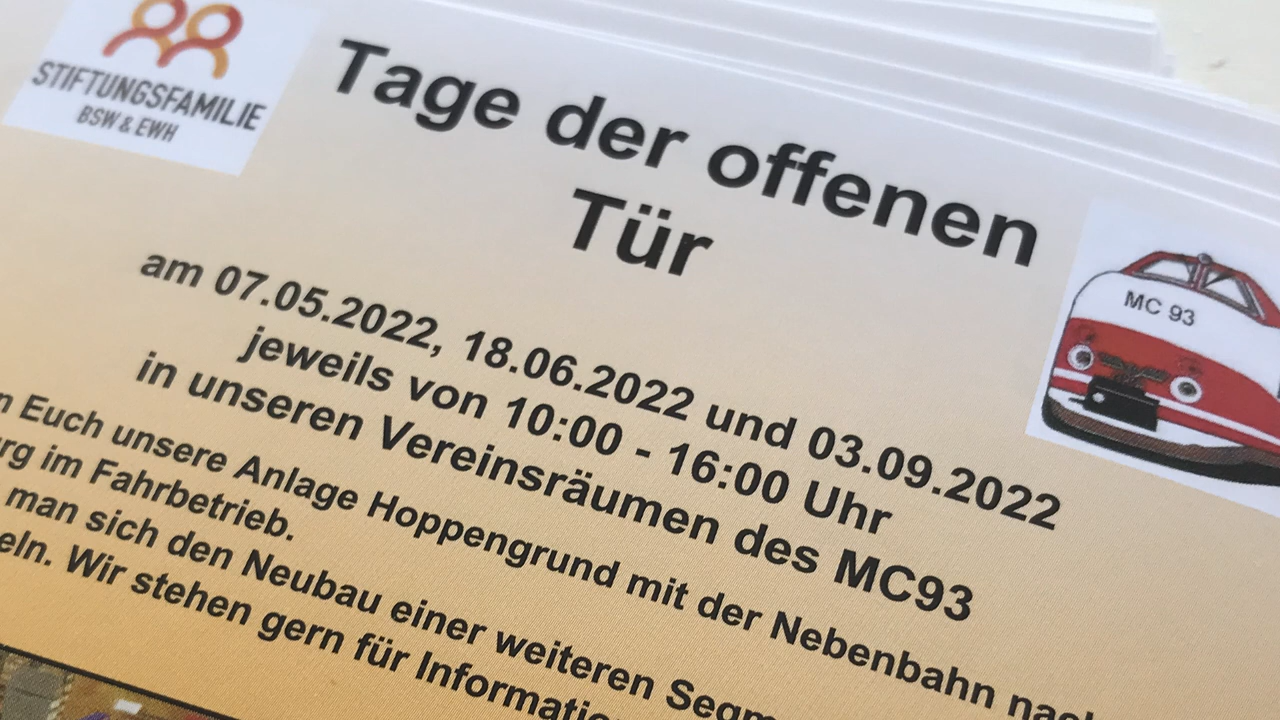 STIFTUNGSFAMILIE
BSW & EWH
Tage der offenen
Tür
MC 93
am 07.05.2022, 18.06.2022 und 03.09.2022
jeweils von 10:00 - 16:00 Uhr
in unseren Vereinsräumen des MC93
Euch unsere Anlage Hoppengrund mit der Nebenbahn
im Fahrbetrieb.
man sich den Neubau einer weiteren
Wir stehen gern für